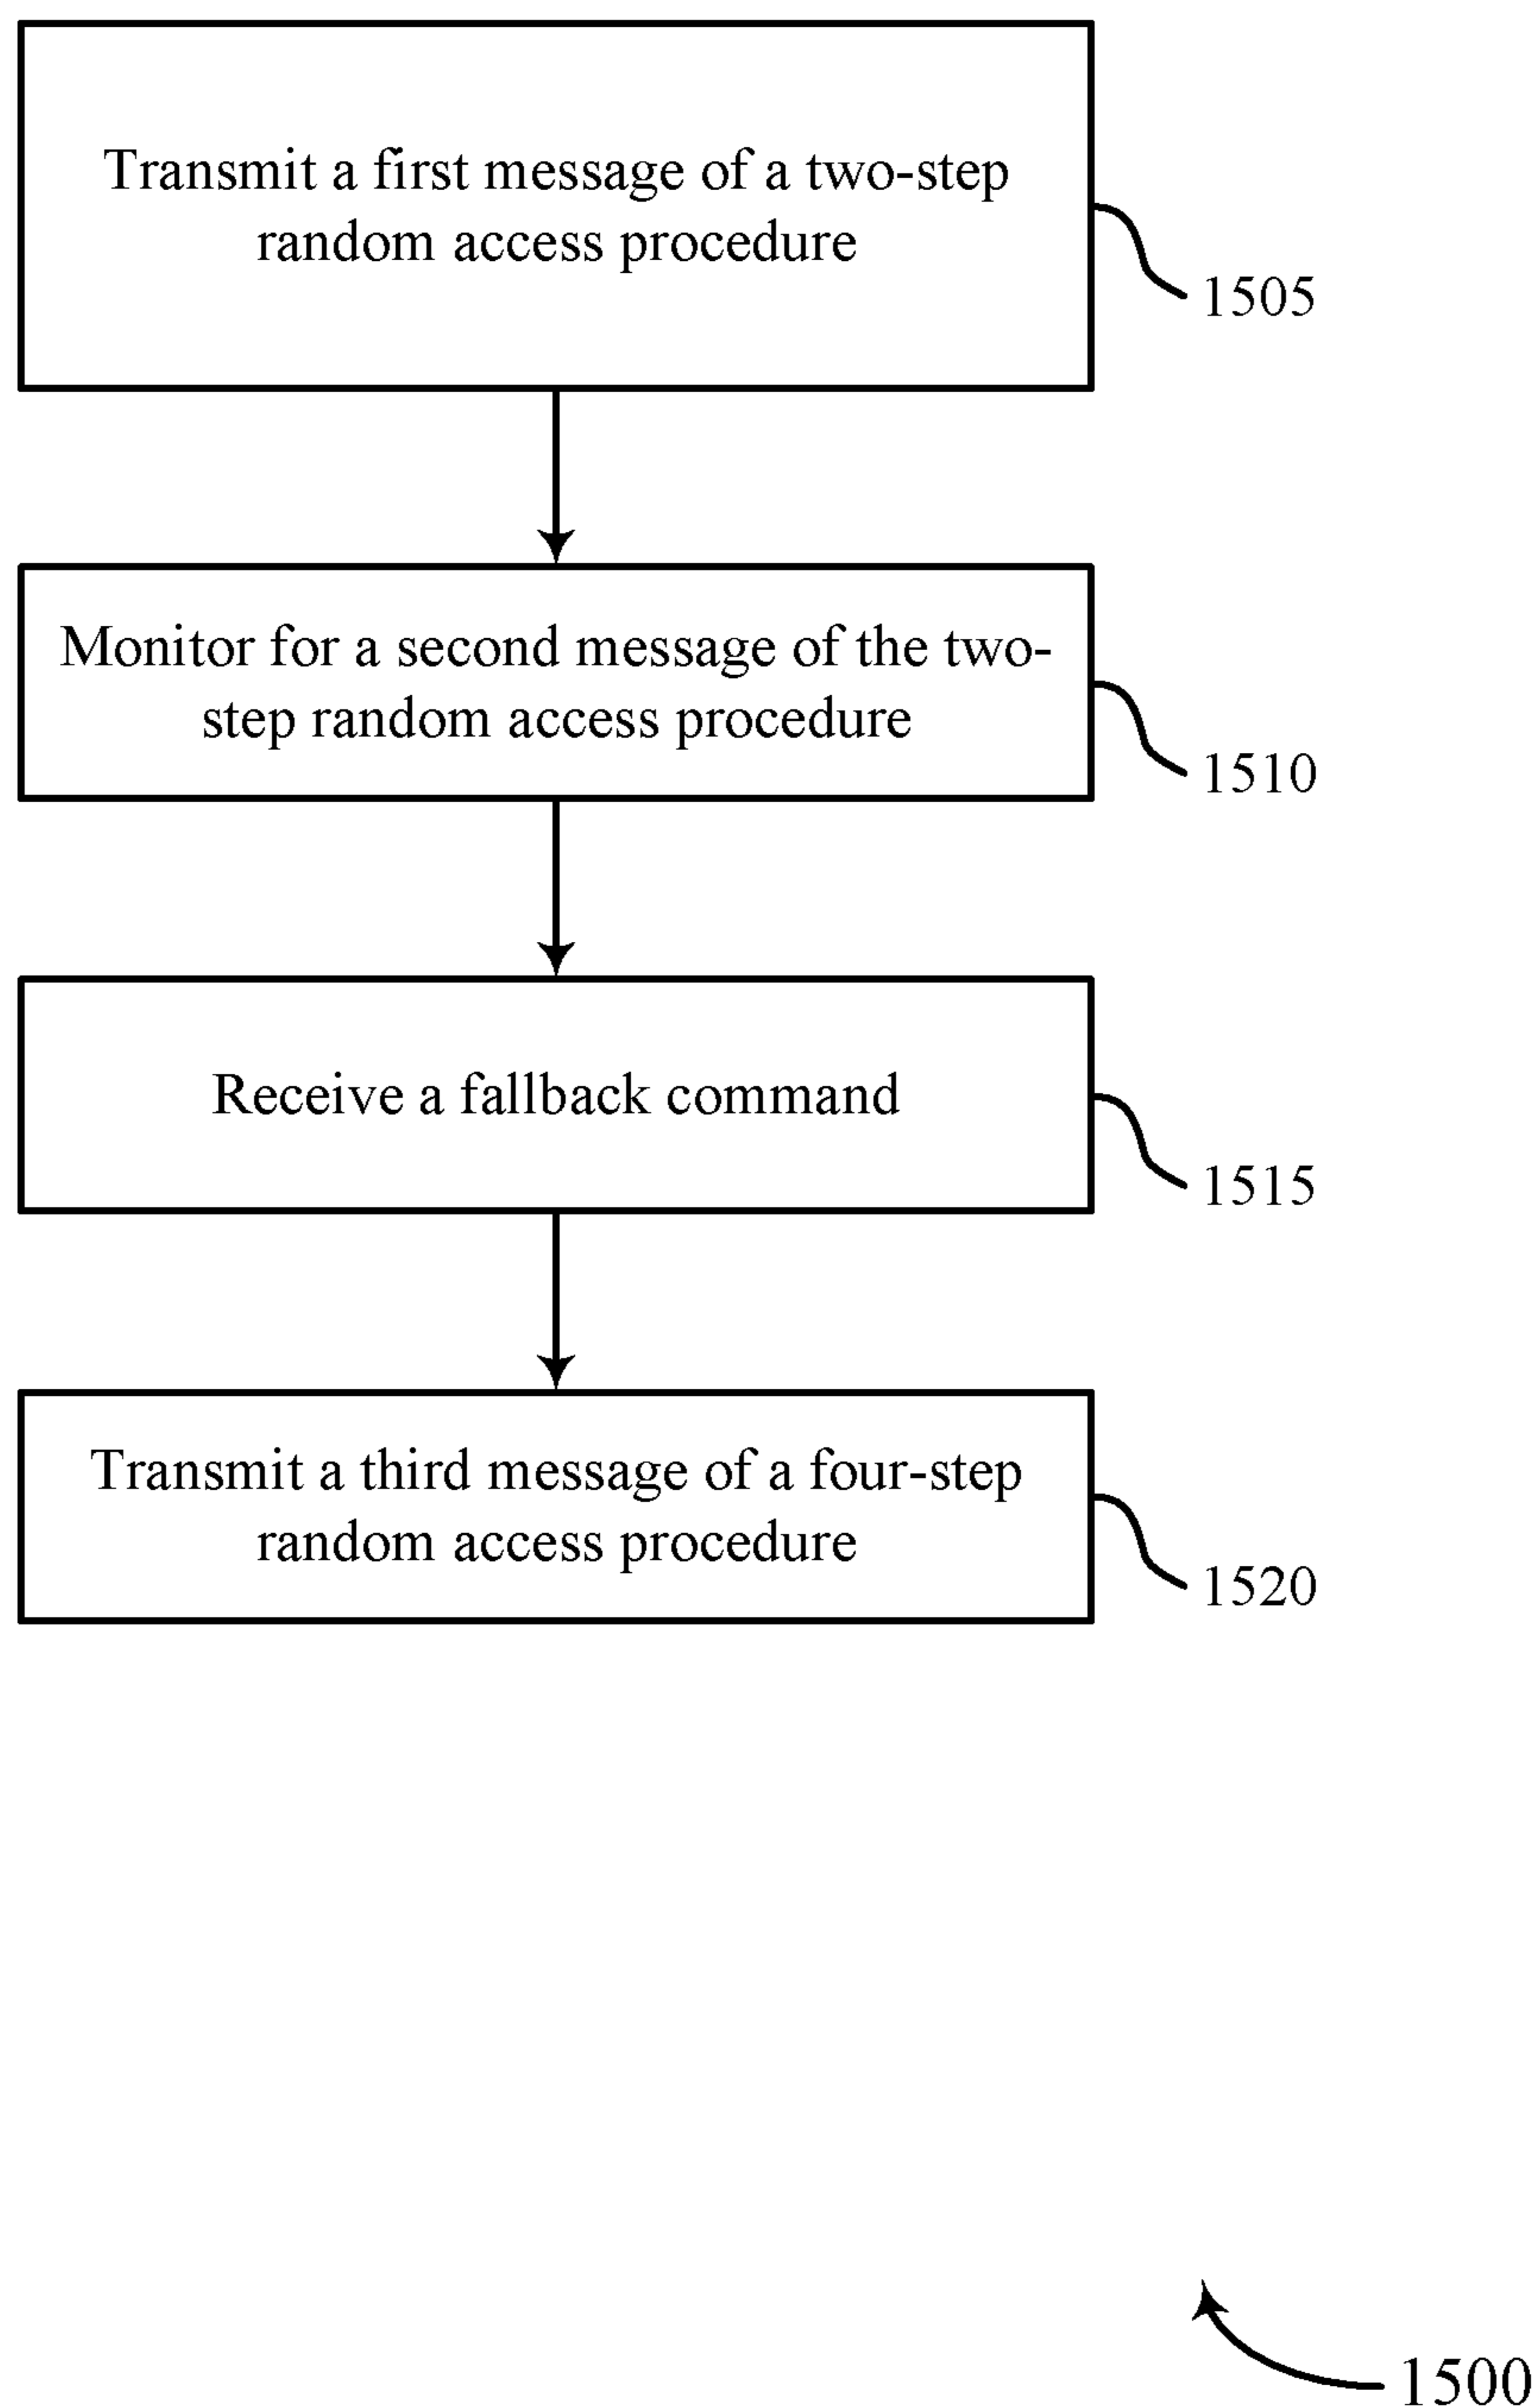 Transmit a first message of a two-step
random access procedure
1505
Monitor for a second message of the two-
step random access procedure
1510
Receive a fallback command
1515
Transmit a third message of a four-step
random access procedure
1520
1500